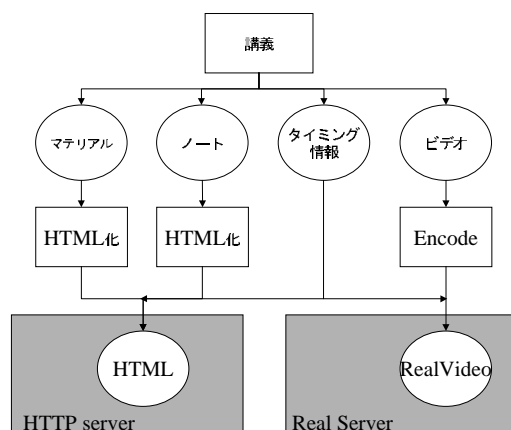 講義
マテリアル
ノート
タイミング
情報
ビデオ
HTML化
HTML化
Encode
HTML
RealVideo
HTTP server
Real Server